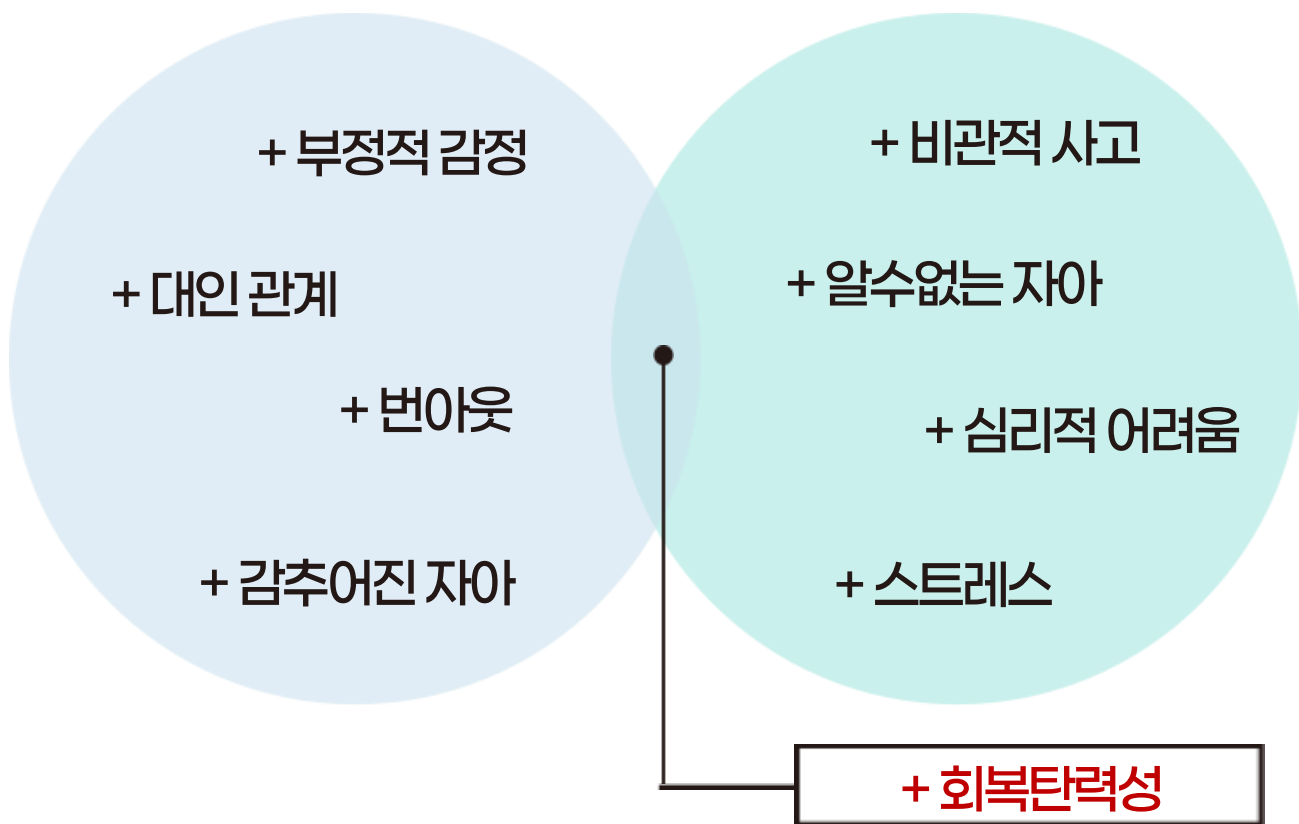 + 부정적 감정
+ 대인 관계
+ 번아웃
+ 감추어진 자아
+ 비관적 사고
+ 알수없는 자아
+ 심리적 어려움
+ 스트레스
+ 회복탄력성